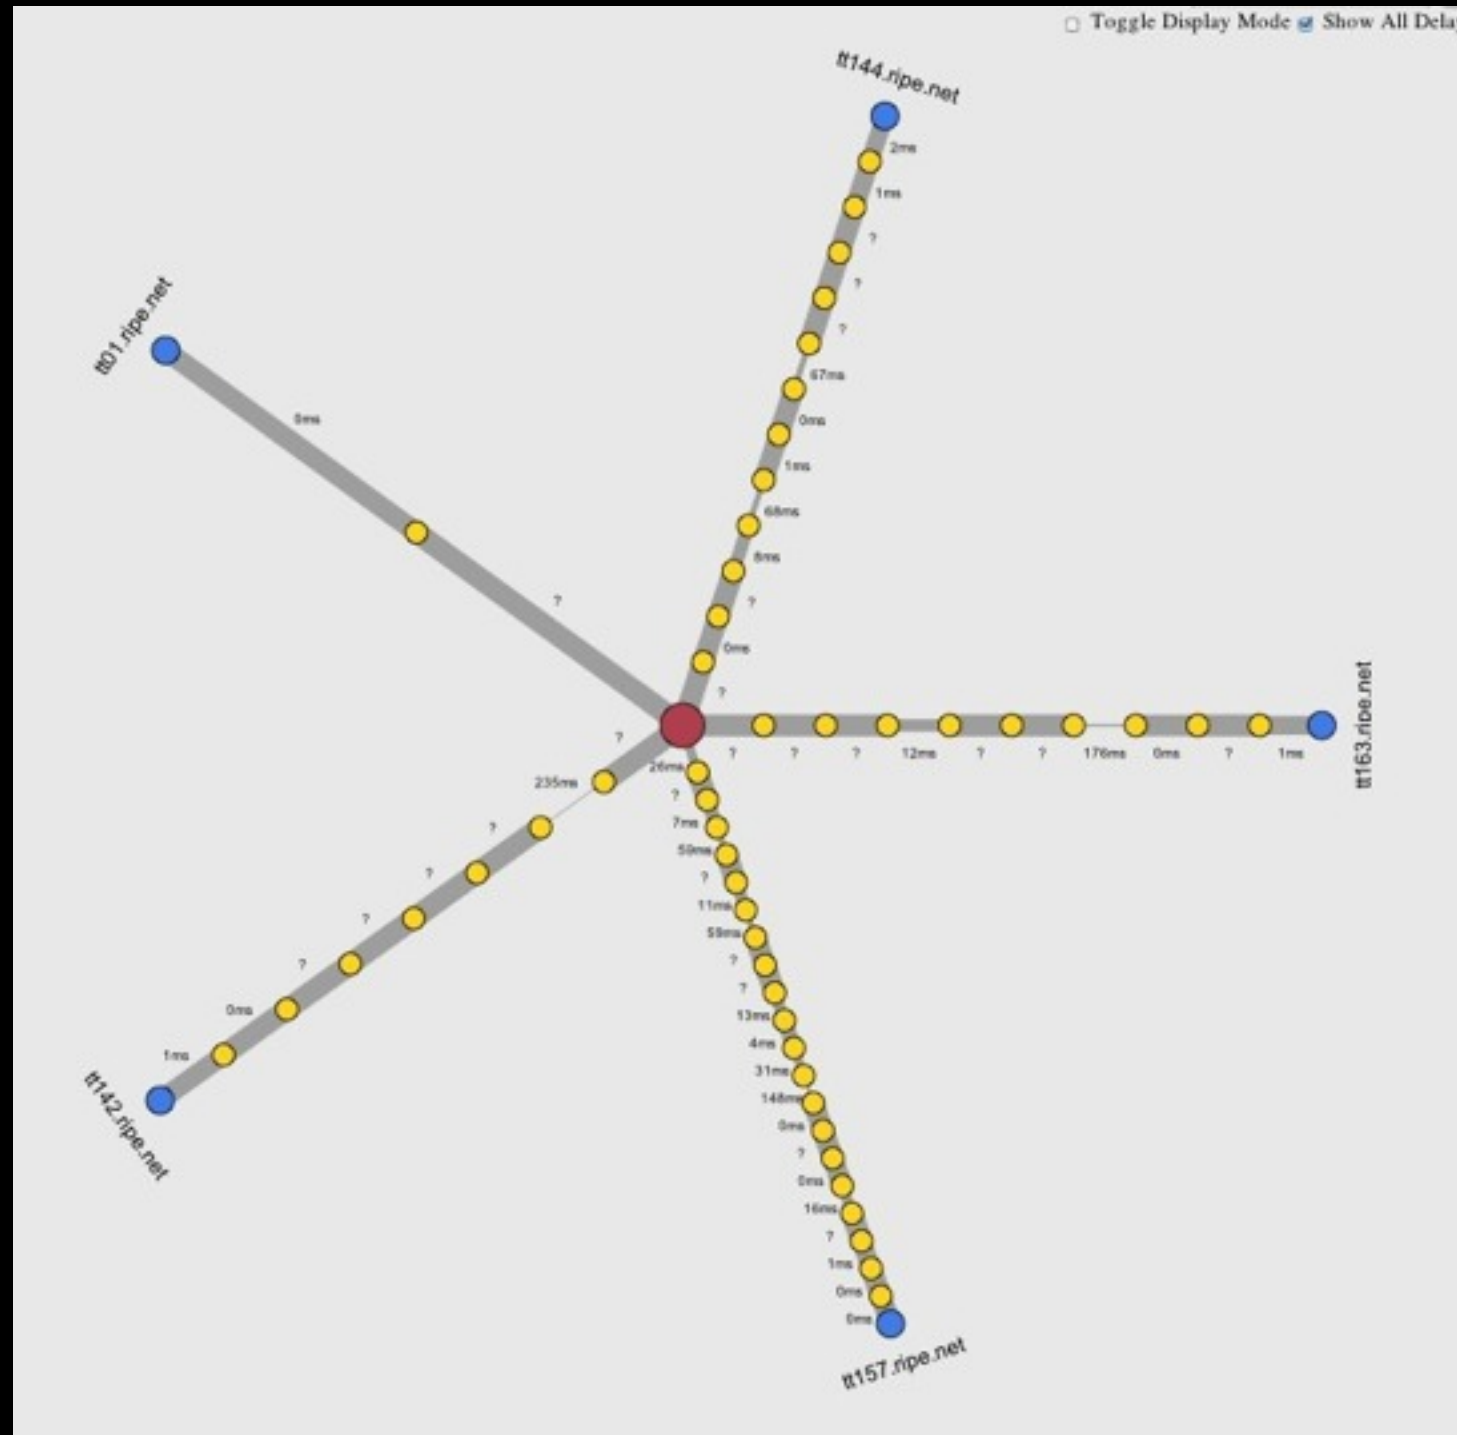 Toggle Display Mode Show All Dela
tt144.ripe.net
2ms
1ms
?
?
?
67ms
0ms
1ms
68ms
8ms
?
0ms
?
tt01.ripe.net
0ms
?
tt163.ripe.net
?
?
?
12ms
?
?
176ms
0ms
?
1ms
?
235ms
?
?
?
?
0ms
1ms
tt142.ripe.net
26ms
?
7ms
59ms
?
11ms
59ms
?
?
13ms
4ms
31ms
148ms
0ms
?
0ms
16ms
?
1ms
0ms
0ms
tt157.ripe.net